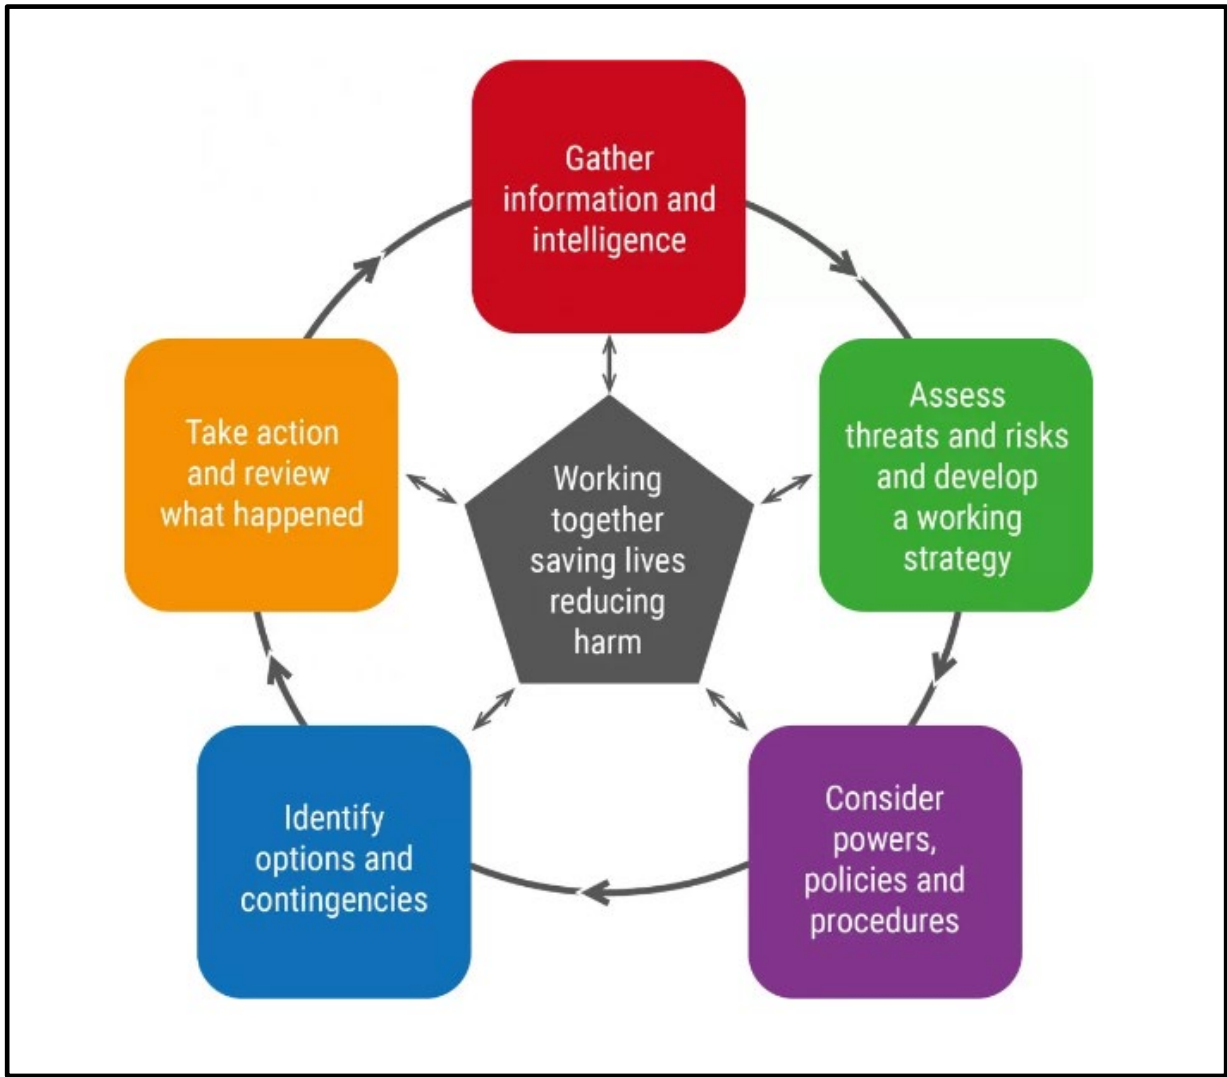 Gather
information and
intelligence
Assess
threats and risks
and develop
a working
strategy
Consider
powers,
policies and
procedures
Identify
options and
contingencies
Take action
and review
what happened
Working
together
saving lives
reducing
harm